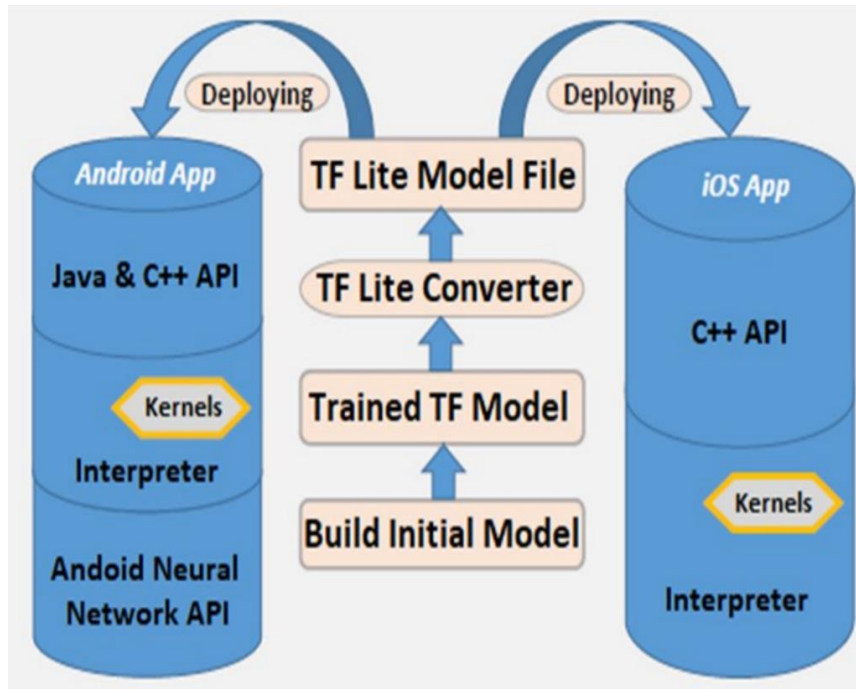 Deploying
Deploying
Android App
Java & C++ API
Kernels
Interpreter
Andoid Neural
Network API
TF Lite Model File
TF Lite Converter
Trained TF Model
Build Initial Model
iOS App
C++ API
Kernels
Interpreter